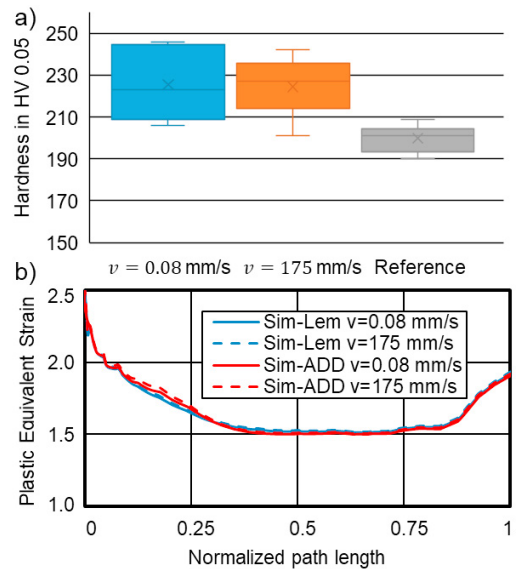 a)
Hardness in HV 0.05
250
230
210
190
170
150
v = 0.08 mm/s v = 175 mm/s Reference
b)
Plastic Equivalent Strain
2.5
2.0
1.5
1.0
Sim-Lem v=0.08 mm/s
Sim-Lem v=175 mm/s
Sim-ADD v=0.08 mm/s
Sim-ADD v=175 mm/s
0 0.25 0.5 0.75 1
Normalized path length